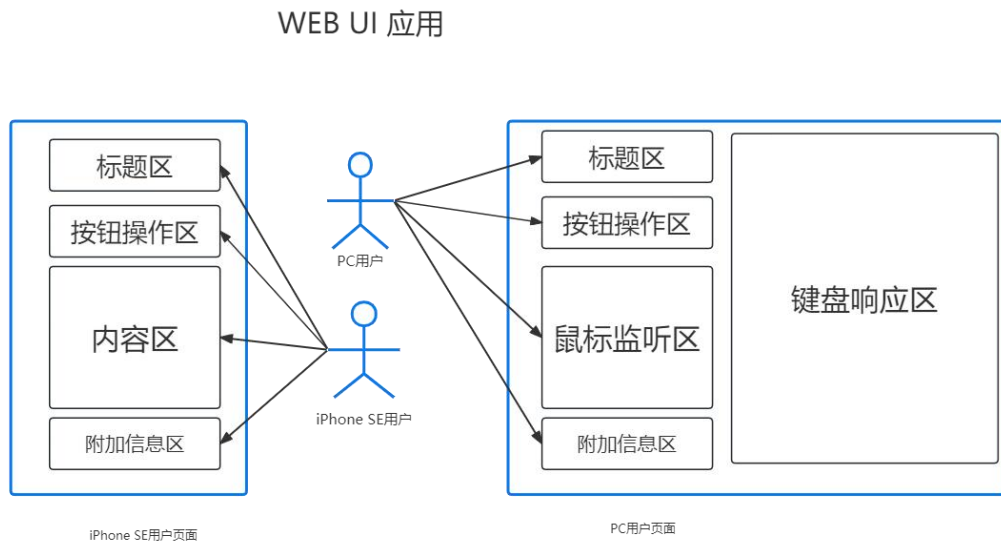 WEB UI 应用
标题区
按钮操作区
内容区
附加信息区
iPhone SE用户页面
PC用户
iPhone SE用户
标题区
按钮操作区
鼠标监听区
附加信息区
键盘响应区
PC用户页面